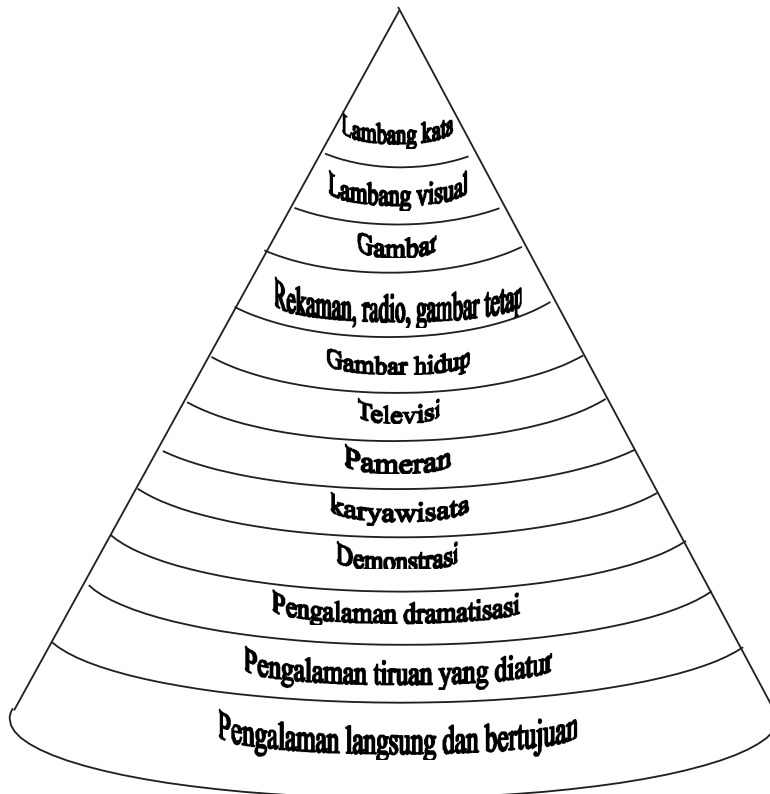 Lambang kata
Lambang visual
Gambar
Rekaman, radio, gambar tetap
Gambar hidup
Televisi
Pameran
karyawisata
Demonstrasi
Pengalaman dramatisasi
Pengalaman tiruan yang diatur
Pengalaman langsung dan bertujuan